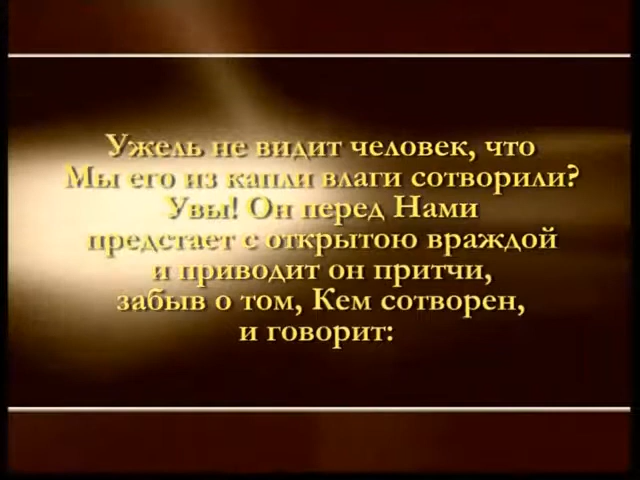 Ужель не видит человек, что
Мы его из капли влаги сотворили?
Увы! Он перед Нами
предстает с открытою враждой
и приводит он притчи,
забыв о том, Кем сотворен,
и говорит: